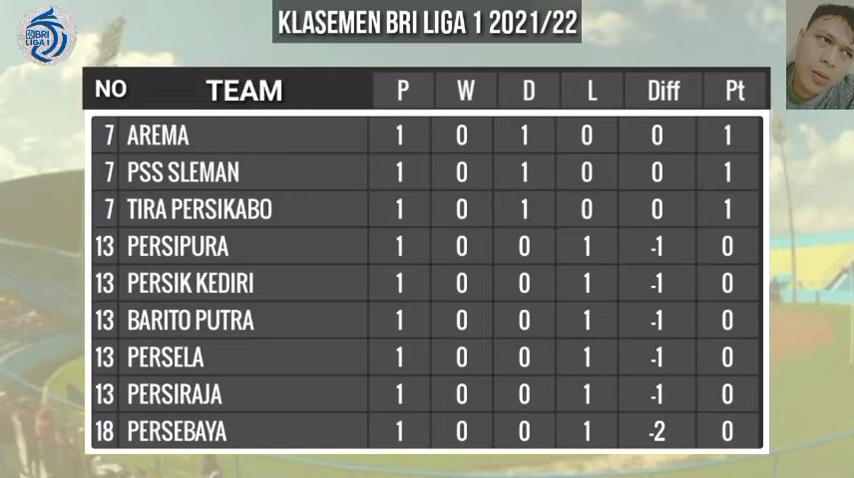 KLASEMEN BRI LIGA 1 2021/22
BRI
LIGA 1
NO TEAM P W D L Diff Pt
7 AREMA 1 0 1 0 0 1
7 PSS SLEMAN 1 0 1 0 0 1
7 TIRA PERSIKABO 1 0 1 0 0 1
13 PERSIPURA 1 0 0 1 -1 0
13 PERSIK KEDIRI 1 0 0 1 -1 0
13 BARITO PUTRA 1 0 0 1 -1 0
13 PERSELA 1 0 0 1 -1 0
13 PERSIRAJA 1 0 0 1 -1 0
18 PERSEBAYA 1 0 0 1 -2 0